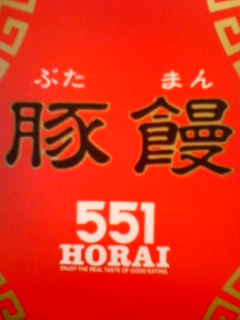 ぶた まん
豚饅
551
HORAI
ENJOY THE REAL TASTE OF GOOD EATING.